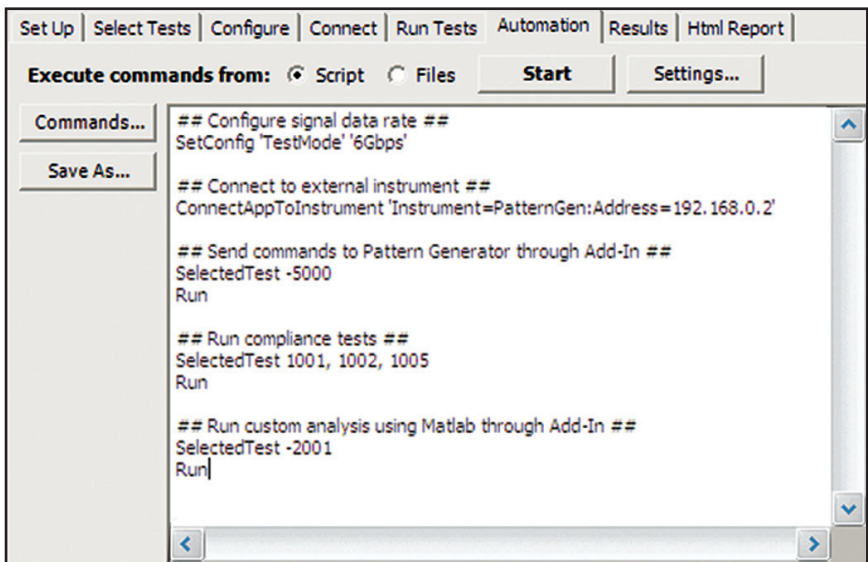 Set Up Select Tests Configure Connect Run Tests Automation Results Html Report
Execute commands from: Script Files Start Settings...
Commands...
Save As...
## Configure signal data rate ##
SetConfig 'TestMode' '6Gbps'
## Connect to external instrument ##
ConnectAppToInstrument 'Instrument=PatternGen:Address=192.168.0.2'
## Send commands to Pattern Generator through Add-In ##
SelectedTest -5000
Run
## Run compliance tests ##
SelectedTest 1001, 1002, 1005
Run
## Run custom analysis using Matlab through Add-In ##
SelectedTest -2001
Run